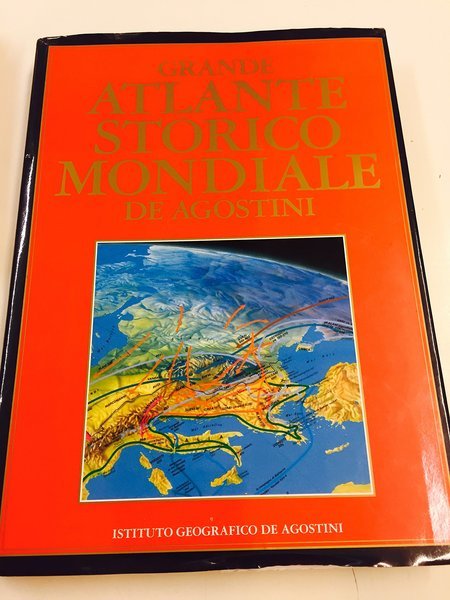 GRANDE
ATLANTE
STORICO
MONDIALE
DE AGOSTINI
ISTITUTO GEOGRAFICO DE AGOSTINI